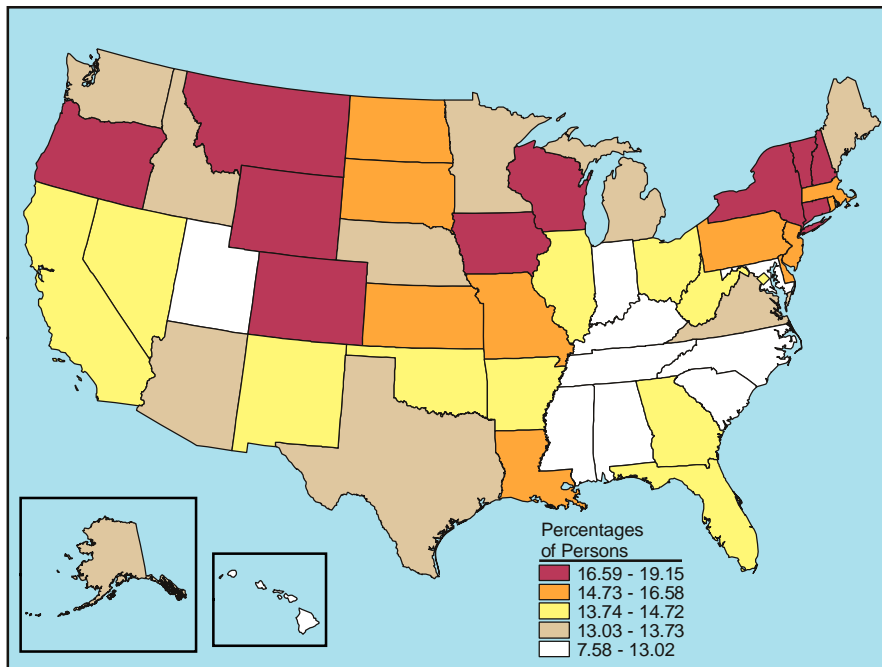 Percentages
of Persons
16.59 - 19.15
14.73 - 16.58
13.74 - 14.72
13.03 - 13.73
7.58 - 13.02